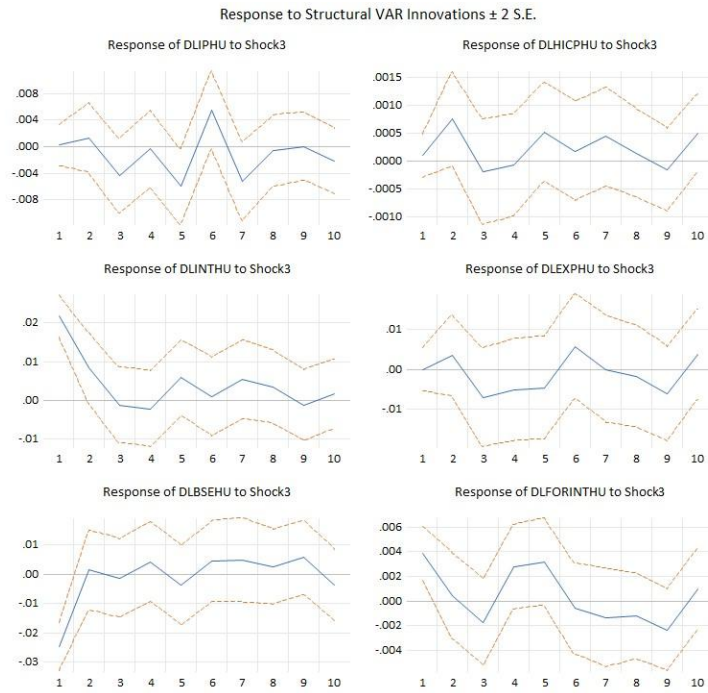 Response to Structural VAR Innovations ± 2 S.E.
Response of DLIPHU to Shock3
.008
.004
.000
-.004
-.008
1 2 3 4 5 6 7 8 9 10
Response of DLHICPHU to Shock3
.0015
.0010
.0005
.0000
-.0005
-.0010
1 2 3 4 5 6 7 8 9 10
Response of DLINTHU to Shock3
.02
.01
.00
-.01
1 2 3 4 5 6 7 8 9 10
Response of DLEXPHU to Shock3
.01
.00
-.01
1 2 3 4 5 6 7 8 9 10
Response of DLBSEHU to Shock3
.01
.00
-.01
-.02
-.03
1 2 3 4 5 6 7 8 9 10
Response of DLFORINTHU to Shock3
.006
.004
.002
.000
-.002
-.004
1 2 3 4 5 6 7 8 9 10